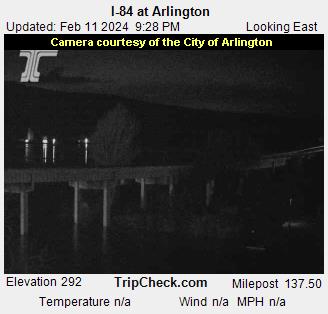 I-84 at Arlington
Updated: Feb 11 2024 9:28 PM Looking East
Camera courtesy of the City of Arlington
Elevation 292 TripCheck.com Milepost 137.50
Temperature n/a Wind n/a MPH n/a